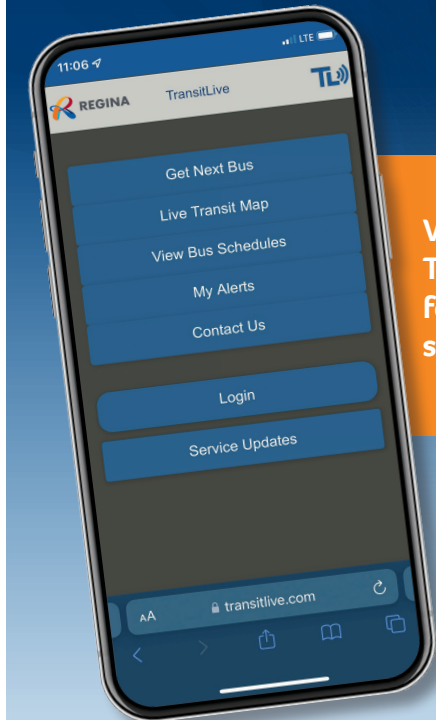 11:06
LTE
REGINA
TransitLive
TL
Get Next Bus
Live Transit Map
View Bus Schedules
My Alerts
Contact Us
Login
Service Updates
AA
transitlive.com